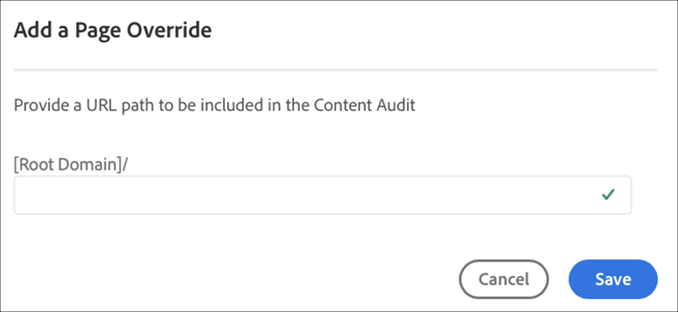 Add a Page Override
Provide a URL path to be included in the Content Audit
[Root Domain]/
Cancel
Save